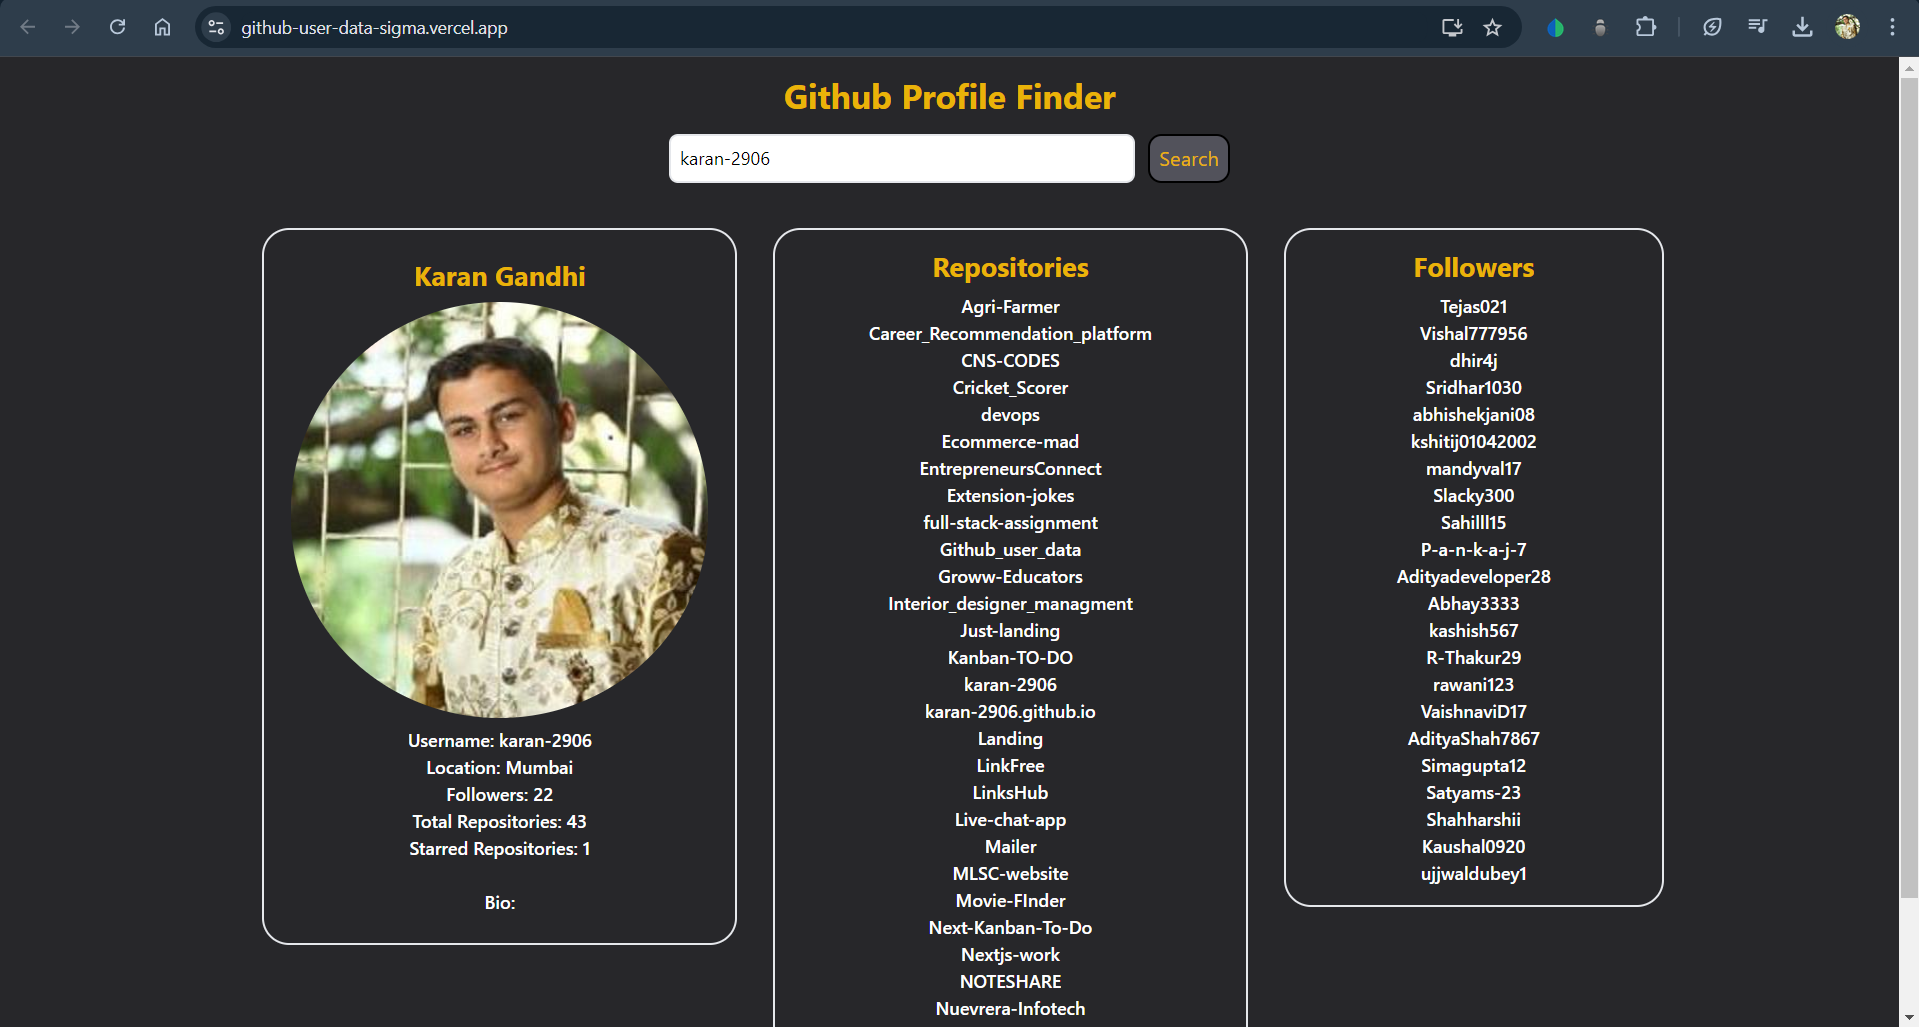 github-user-data-sigma.vercel.app
Github Profile Finder
karan-2906
Search
Karan Gandhi
Username: karan-2906
Location: Mumbai
Followers: 22
Total Repositories: 43
Starred Repositories: 1
Bio:
Repositories
Agri-Farmer
Career_Recommendation_platform
CNS-CODES
Cricket_Scorer
devops
Ecommerce-mad
EntrepreneursConnect
Extension-jokes
full-stack-assignment
Github_user_data
Groww-Educators
Interior_designer_managment
Just-landing
Kanban-TO-DO
karan-2906
karan-2906.github.io
Landing
LinkFree
LinksHub
Live-chat-app
Mailer
MLSC-website
Movie-FInder
Next-Kanban-To-Do
Nextjs-work
NOTESHARE
Nuevrera-Infotech
Followers
Tejas021
Vishal777956
dhir4j
Sridhar1030
abhishekjani08
kshitij01042002
mandyval17
Slacky300
Sahilll15
P-a-n-k-a-j-7
Adityadeveloper28
Abhay3333
kashish567
R-Thakur29
rawani123
VaishnaviD17
AdityaShah7867
Simagupta12
Satyams-23
Shahharshii
Kaushal0920
ujjwaldubey1